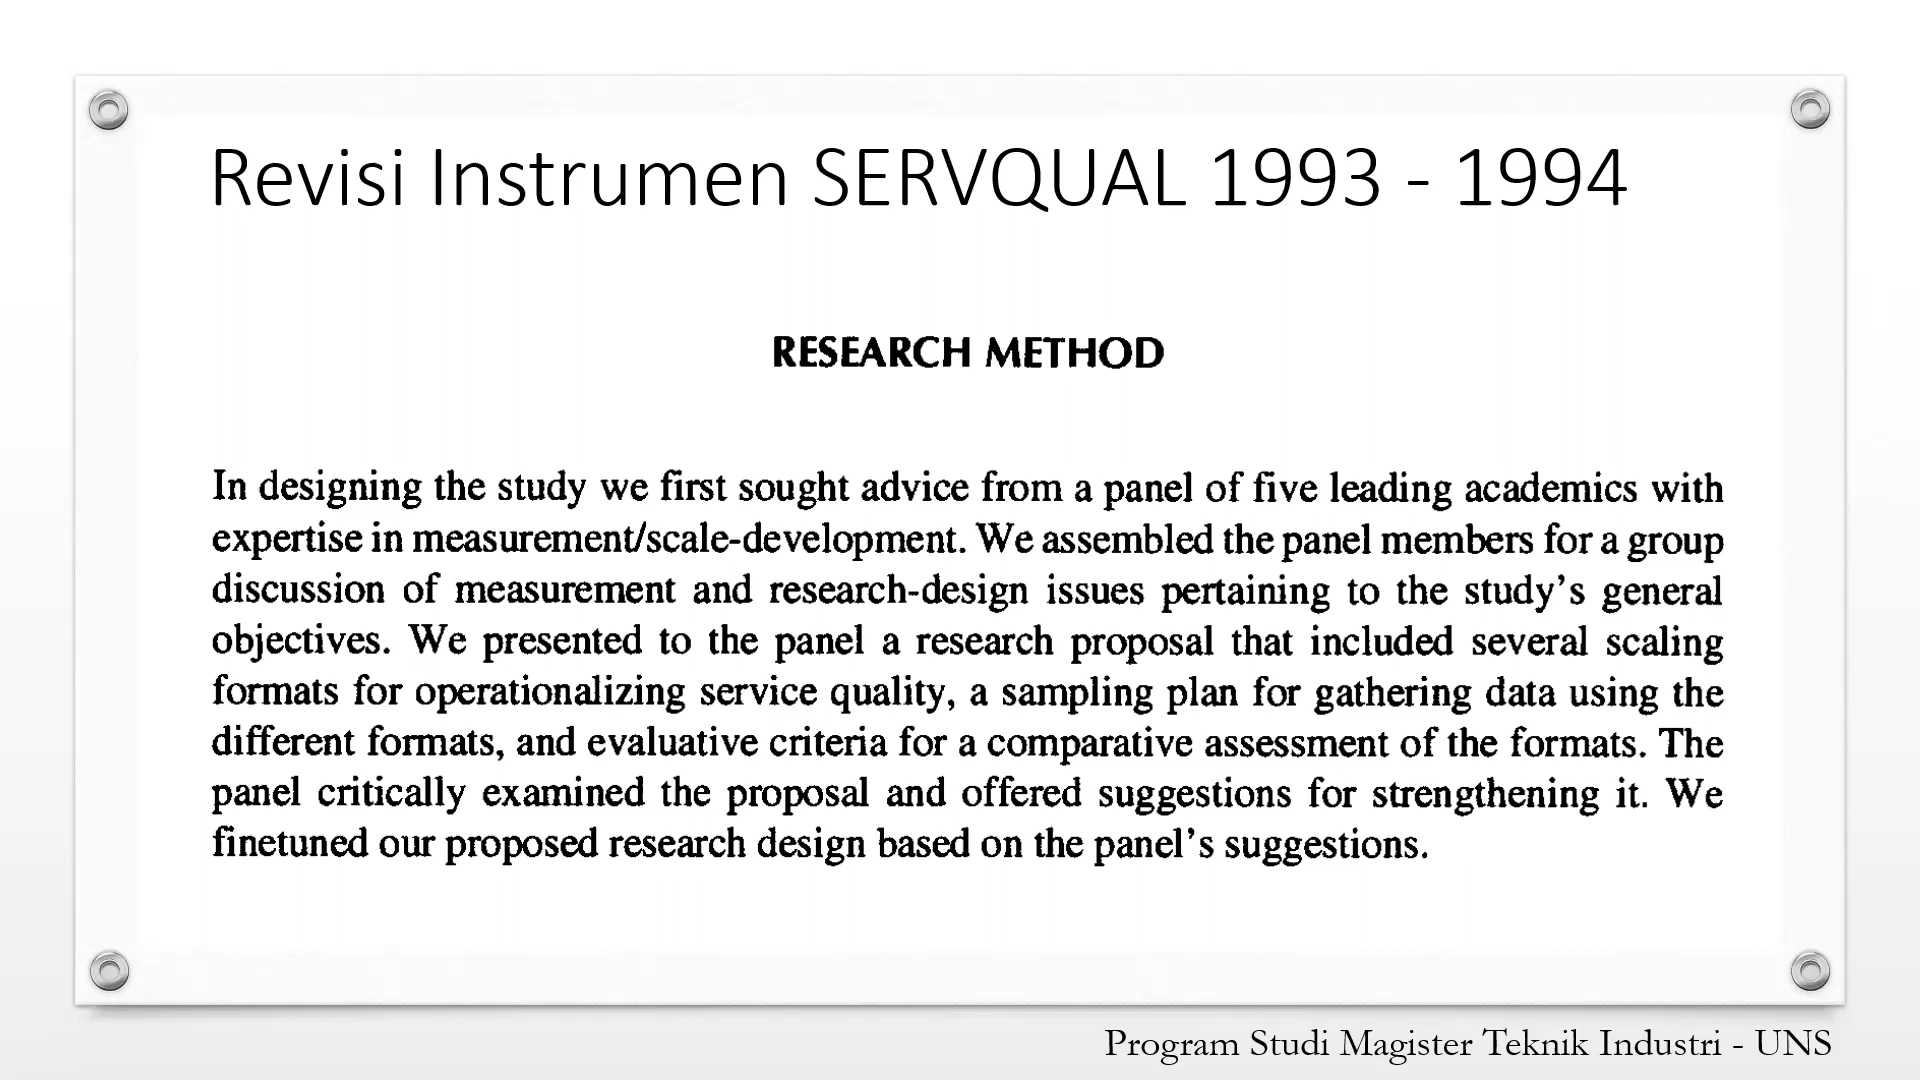 Revisi Instrumen SERVQUAL 1993 - 1994
RESEARCH METHOD
In designing the study we first sought advice from a panel of five leading academics with
expertise in measurement/scale-development. We assembled the panel members for a group
discussion of measurement and research-design issues pertaining to the study's general
objectives. We presented to the panel a research proposal that included several scaling
formats for operationalizing service quality, a sampling plan for gathering data using the
different formats, and evaluative criteria for a comparative assessment of the formats. The
panel critically examined the proposal and offered suggestions for strengthening it. We
finetuned our proposed research design based on the panel's suggestions.
Program Studi Magister Teknik Industri - UNS